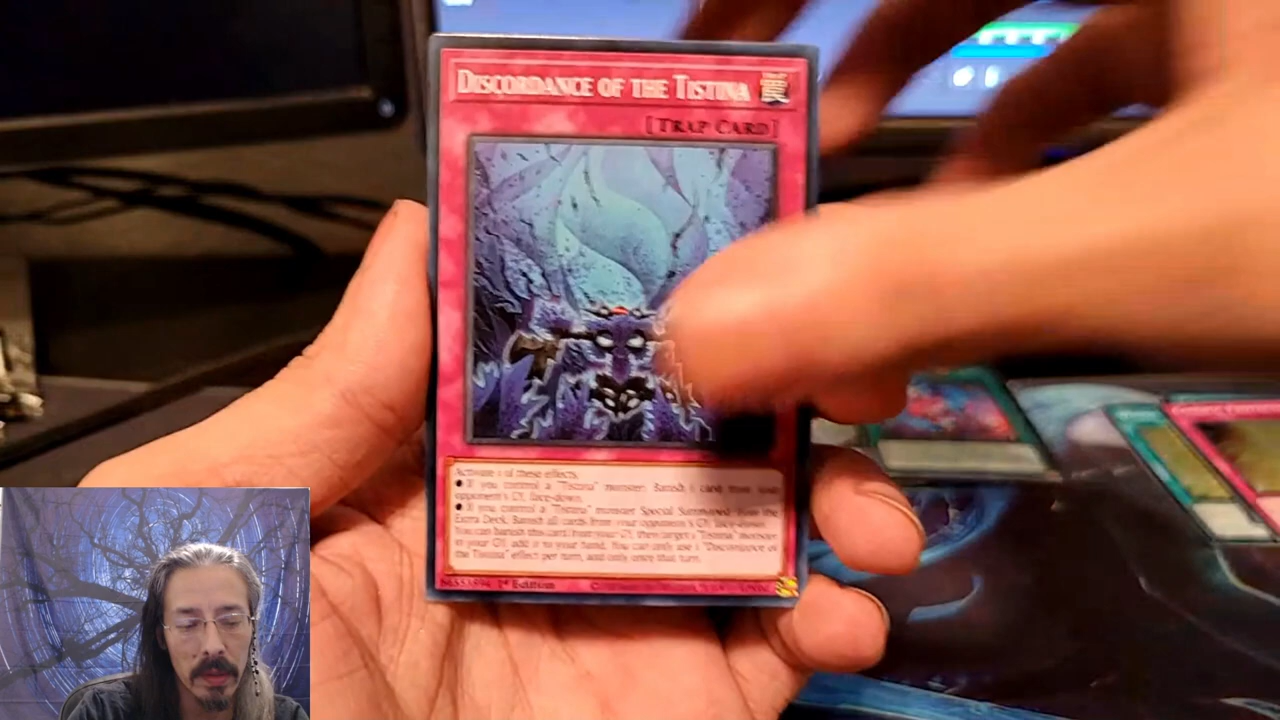 DISCORDANCE OF THE TISTINA
[TRAP CARD]
Activate 1 of these effects.
● If you control a "Tistina" monster: Banish 1 card from your
opponent's GY, face-down.
● If you control a "Tistina" monster Special Summoned from the
Extra Deck: Banish all cards from your opponent's GY, face-down.
You can banish this card from your GY, then target 1 "Tistina" monster
in your GY; add it to your hand. You can only use 1 "Discordance of
the Tistina" effect per turn, and only once that turn.
1st Edition